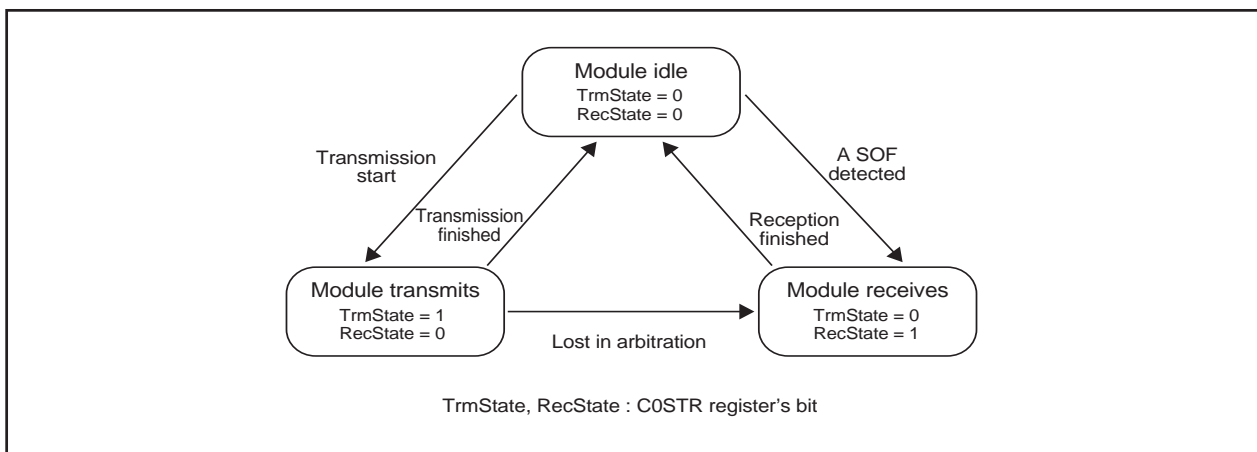 Module idle
TrmState = 0
RecState = 0
Transmission
start
A SOF
detected
Transmission
finished
Reception
finished
Module transmits
TrmState = 1
RecState = 0
Module receives
TrmState = 0
RecState = 1
Lost in arbitration
TrmState, RecState : C0STR register's bit